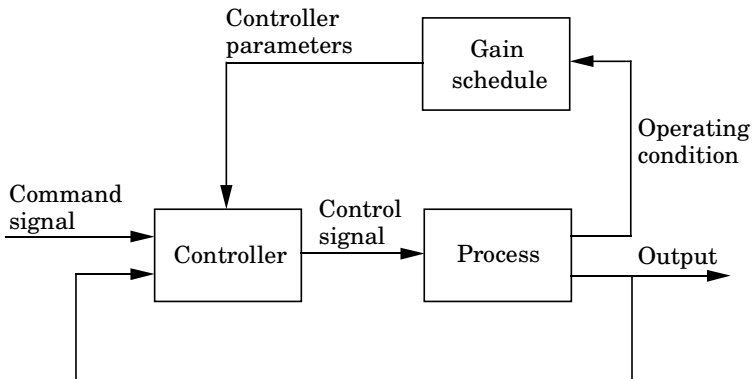 Controller
parameters
Gain
schedule
Operating
condition
Command
signal
Controller
Control
signal
Process
Output